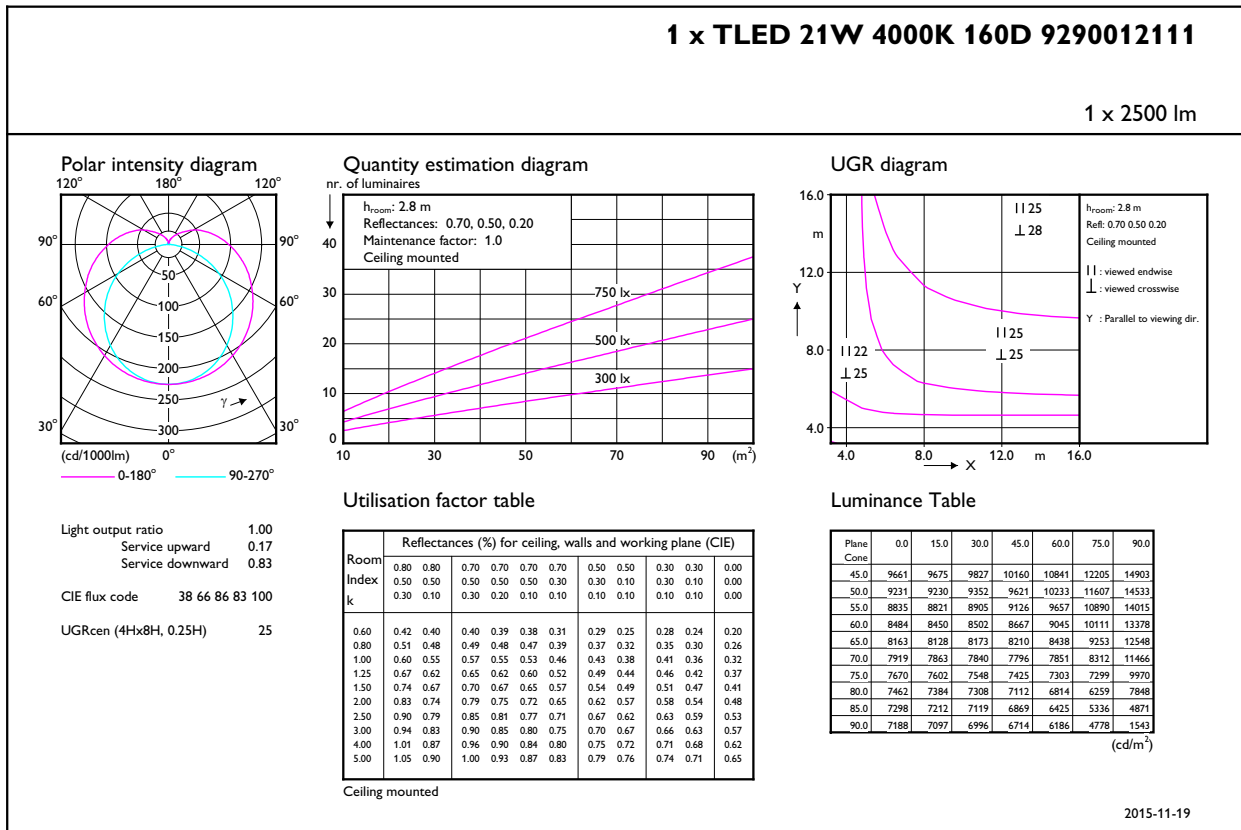 1 x TLED 21W 4000K 160D 9290012111
1 x 2500 lm
Polar intensity diagram
120° 180° 120°
90° 90°
60° 60°
30° 30°
50
100
150
200
250
300
γ
(cd/1000lm) 0°
0-180° 90-270°
Light output ratio 1.00
Service upward 0.17
Service downward 0.83
CIE flux code 38 66 86 83 100
UGRcen (4Hx8H, 0.25H) 25
Quantity estimation diagram
nr. of luminaires
h room: 2.8 m
Reflectances: 0.70, 0.50, 0.20
Maintenance factor: 1.0
Ceiling mounted
40
30
20
10
0
750 lx
500 lx
300 lx
10 30 50 70 90 (m²)
UGR diagram
16.0
m
12.0
Y
8.0
4.0
4.0 8.0 12.0 m 16.0
X
|| 25
⊥ 28
|| 25
⊥ 25
|| 22
⊥ 25
h room: 2.8 m
Refl: 0.70 0.50 0.20
Ceiling mounted
|| : viewed endwise
⊥ : viewed crosswise
Y : Parallel to viewing dir.
Utilisation factor table
Reflectances (%) for ceiling, walls and working plane (CIE)
Room
Index
k
0.80 0.80 0.70 0.70 0.70 0.70 0.50 0.50 0.30 0.30 0.00
0.50 0.50 0.50 0.50 0.50 0.30 0.30 0.10 0.30 0.10 0.00
0.30 0.10 0.30 0.20 0.10 0.10 0.10 0.10 0.10 0.10 0.00
0.60 0.42 0.40 0.40 0.39 0.38 0.31 0.29 0.25 0.28 0.24 0.20
0.80 0.51 0.48 0.49 0.48 0.47 0.39 0.37 0.32 0.35 0.30 0.26
1.00 0.60 0.55 0.57 0.55 0.53 0.46 0.43 0.38 0.41 0.36 0.32
1.25 0.67 0.62 0.65 0.62 0.60 0.52 0.49 0.44 0.46 0.42 0.37
1.50 0.74 0.67 0.70 0.67 0.65 0.57 0.54 0.49 0.51 0.47 0.41
2.00 0.83 0.74 0.79 0.75 0.72 0.65 0.62 0.57 0.58 0.54 0.48
2.50 0.90 0.79 0.85 0.81 0.77 0.71 0.67 0.62 0.63 0.59 0.53
3.00 0.94 0.83 0.90 0.85 0.80 0.75 0.70 0.67 0.66 0.63 0.57
4.00 1.01 0.87 0.96 0.90 0.84 0.80 0.75 0.72 0.71 0.68 0.62
5.00 1.05 0.90 1.00 0.93 0.87 0.83 0.79 0.76 0.74 0.71 0.65
Ceiling mounted
Luminance Table
Plane 0.0 15.0 30.0 45.0 60.0 75.0 90.0
Cone
45.0 9661 9675 9827 10160 10841 12205 14903
50.0 9231 9230 9352 9621 10233 11607 14533
55.0 8835 8821 8905 9126 9657 10890 14015
60.0 8484 8450 8502 8667 9045 10111 13378
65.0 8163 8128 8173 8210 8438 9253 12548
70.0 7919 7863 7840 7796 7851 8312 11466
75.0 7670 7602 7548 7425 7303 7299 9970
80.0 7462 7384 7308 7112 6814 6259 7848
85.0 7298 7212 7119 6869 6425 5336 4871
90.0 7188 7097 6996 6714 6186 4778 1543
(cd/m²)
2015-11-19